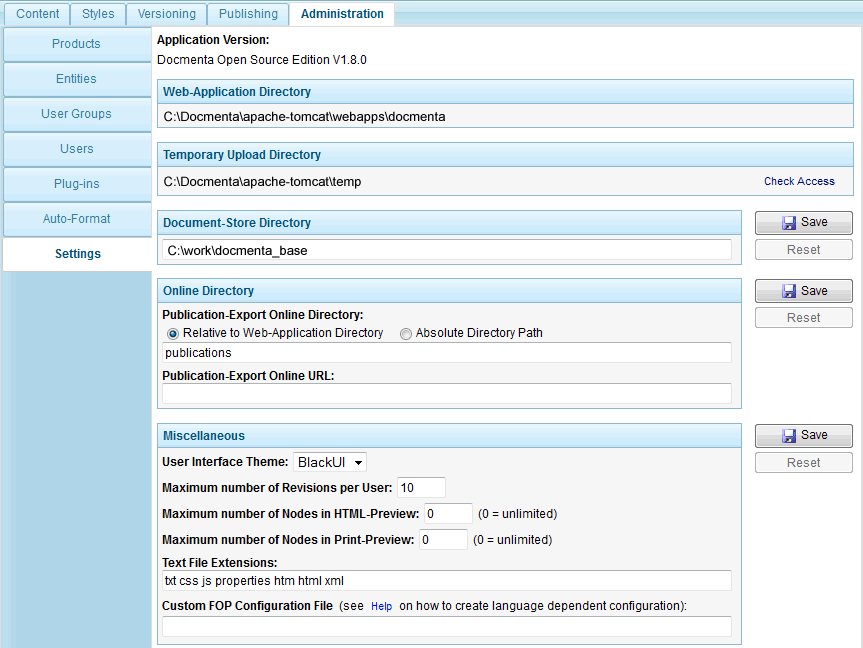 Content Styles Versioning Publishing Administration
Products
Entities
User Groups
Users
Plug-ins
Auto-Format
Settings
Application Version:
Docmenta Open Source Edition V1.8.0
Web-Application Directory
C:\Docmenta\apache-tomcat\webapps\docmenta
Temporary Upload Directory
C:\Docmenta\apache-tomcat\temp Check Access
Document-Store Directory
C:\work\docmenta_base
Save
Reset
Online Directory
Publication-Export Online Directory:
Relative to Web-Application Directory Absolute Directory Path
publications
Publication-Export Online URL:
Save
Reset
Miscellaneous
User Interface Theme: BlackUI
Maximum number of Revisions per User: 10
Maximum number of Nodes in HTML-Preview: 0 (0 = unlimited)
Maximum number of Nodes in Print-Preview: 0 (0 = unlimited)
Text File Extensions:
txt css js properties htm html xml
Custom FOP Configuration File (see Help on how to create language dependent configuration):
Save
Reset